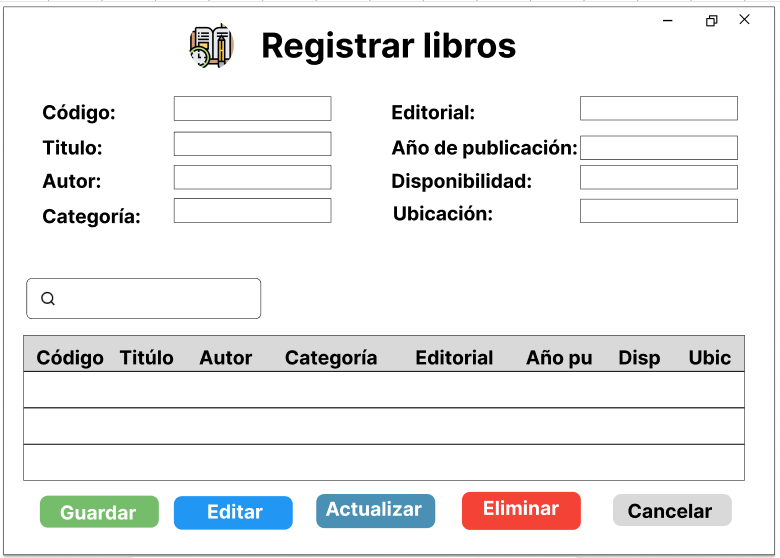 Registrar libros
Código:
Editorial:
Titulo:
Año de publicación:
Autor:
Disponibilidad:
Categoría:
Ubicación:
Código Titúlo Autor Categoría Editorial Año pu Disp Ubic
Guardar Editar Actualizar Eliminar Cancelar